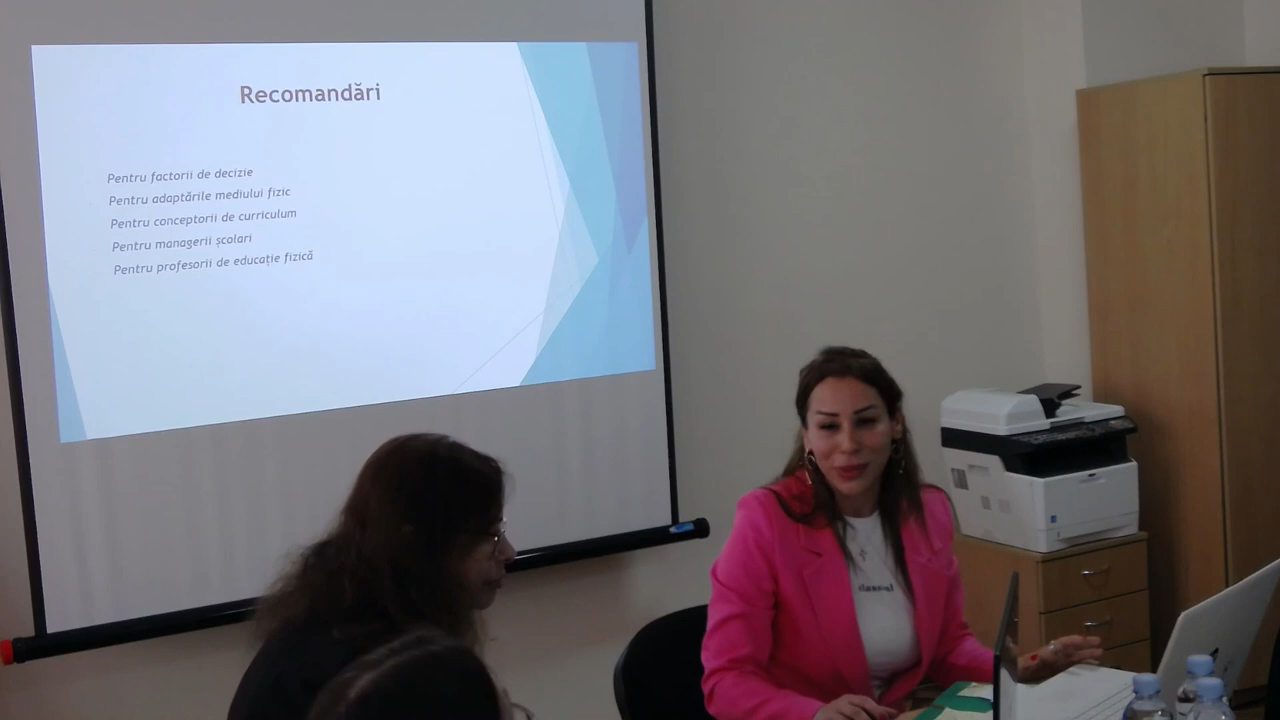 Recomandări
Pentru factorii de decizie
Pentru adaptările mediului fizic
Pentru conceptorii de curriculum
Pentru managerii școlari
Pentru profesorii de educație fizică